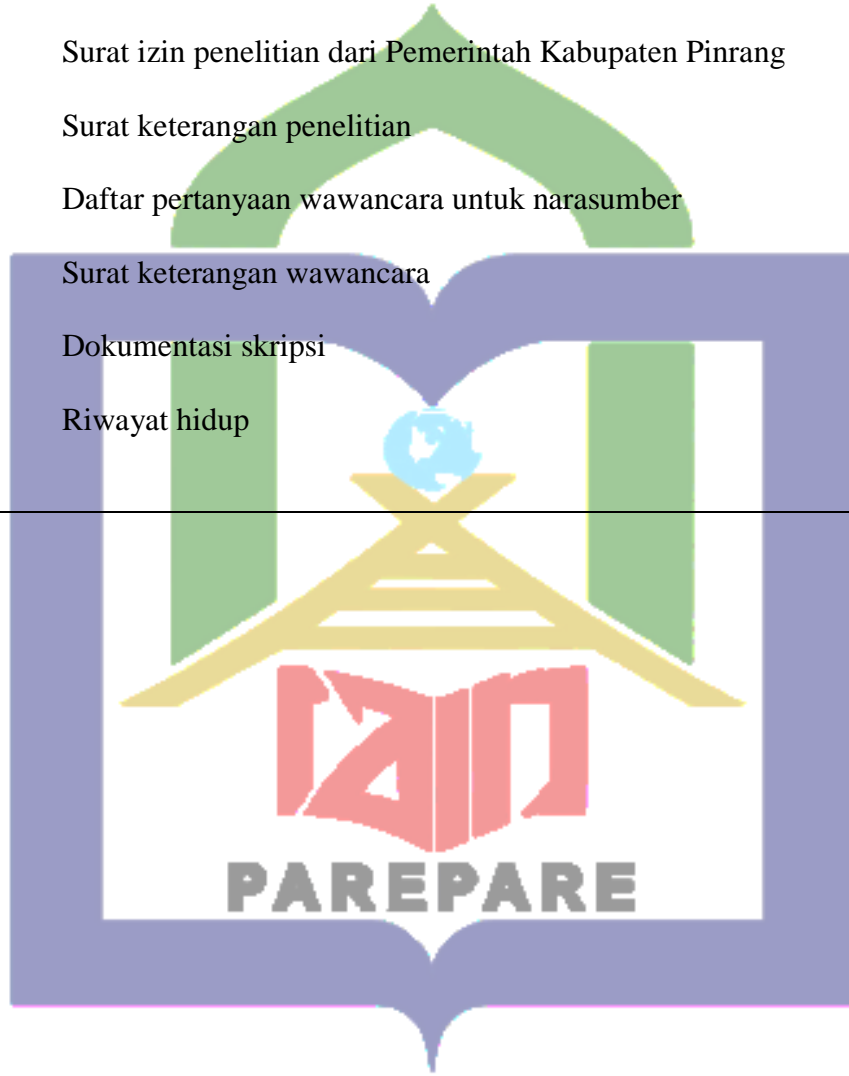 Surat izin penelitian dari Pemerintah Kabupaten Pinrang
Surat keterangan penelitian
Daftar pertanyaan wawancara untuk narasumber
Surat keterangan wawancara
Dokumentasi skripsi
Riwayat hidup
iain
PAREPARE